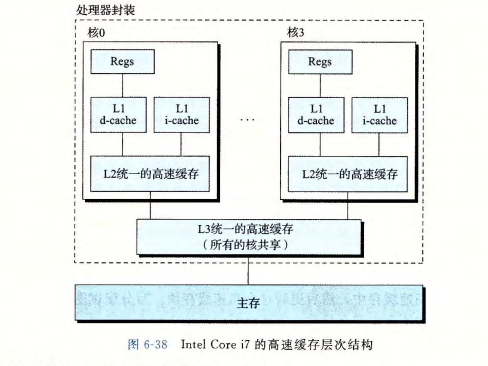 处理器封装
核0
核3
Regs
Regs
L1
d-cache
L1
i-cache
...
L1
d-cache
L1
i-cache
L2统一的高速缓存
L2统一的高速缓存
L3统一的高速缓存
（所有的核共享）
主存
图 6-38 Intel Core i7 的高速缓存层次结构